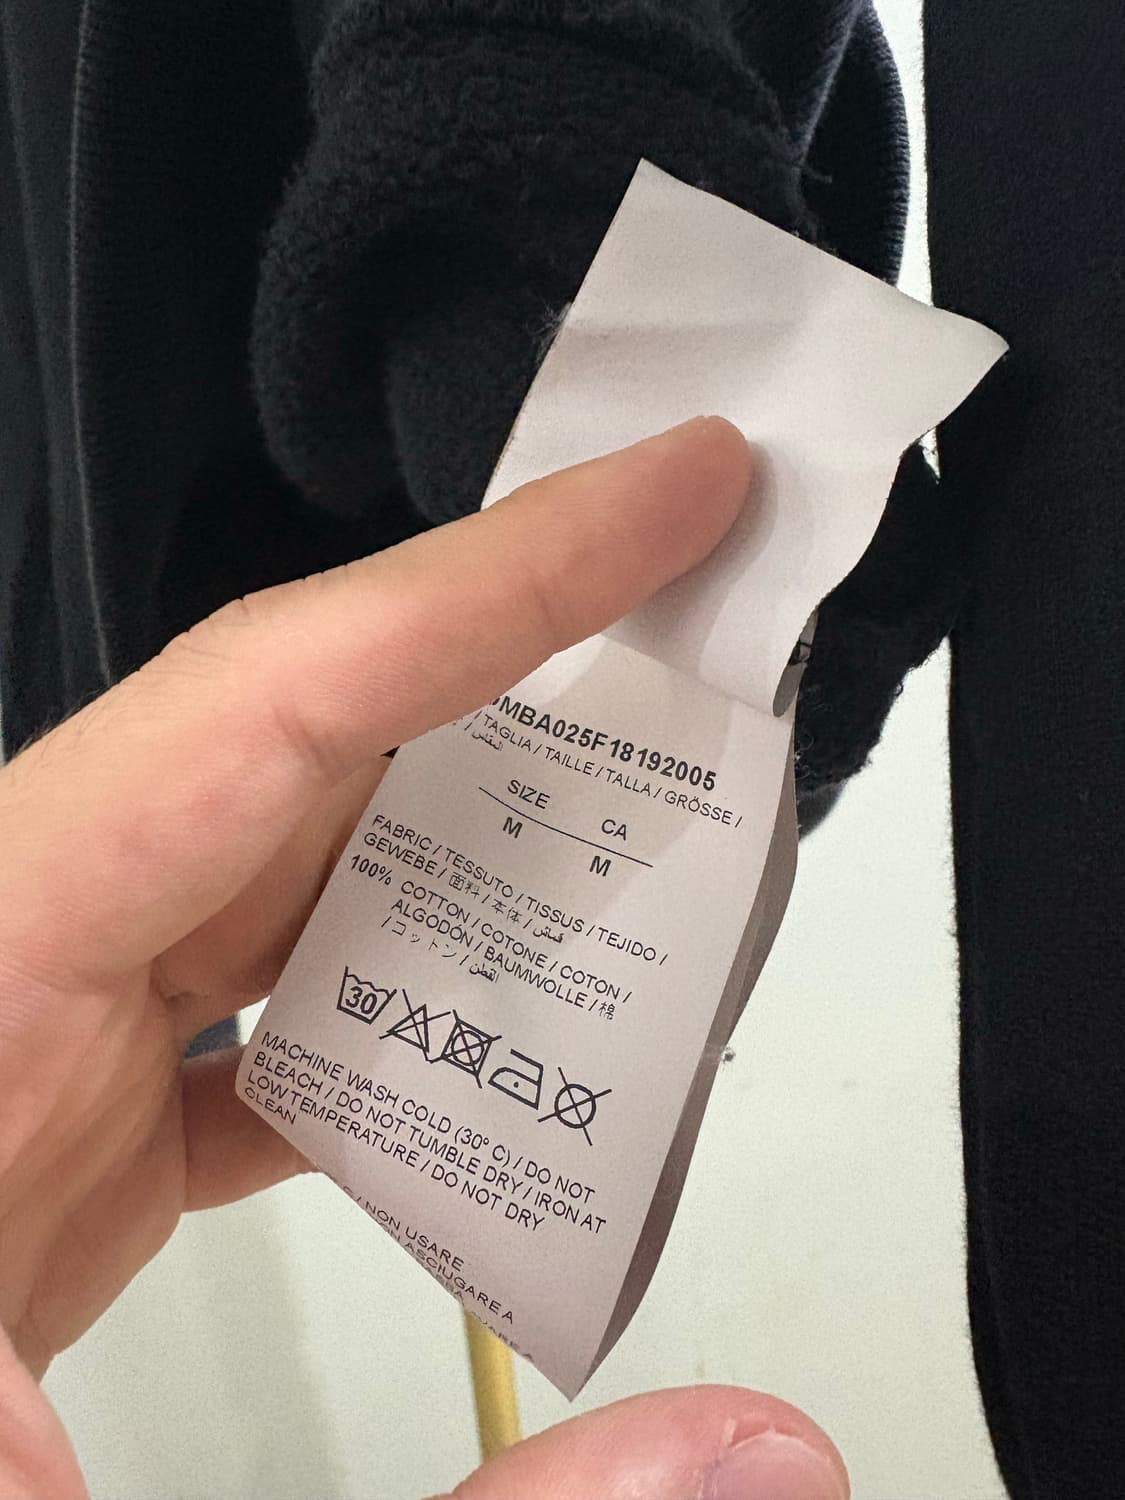 MBA025F18192005
/ TAGLIA / TAILLE / TALLA / GRÖSSE /
/ المقاس
SIZE CA
M M
FABRIC / TESSUTO / TISSUS / TEJIDO /
GEWEBE / 面料 / 本体 / قماش
100% COTTON / COTONE / COTON /
ALGODÓN / BAUMWOLLE / 棉
/ コットン / القطن
30
MACHINE WASH COLD (30° C) / DO NOT
BLEACH / DO NOT TUMBLE DRY / IRON AT
LOW TEMPERATURE / DO NOT DRY
CLEAN
/ NON USARE
ASCIUGARE A